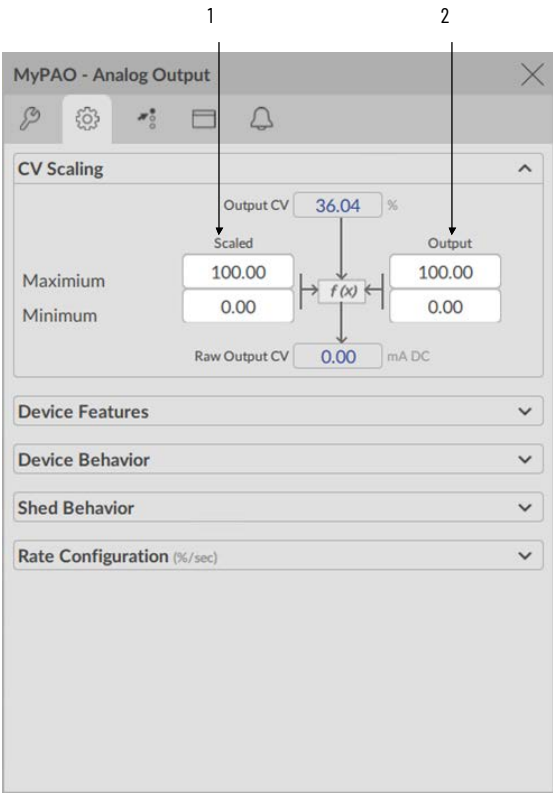 1 2
MyPAO - Analog Output
CV Scaling
Output CV 36.04 %
Scaled Output
Maximium 100.00 f(x) 100.00
Minimum 0.00 0.00
Raw Output CV 0.00 mA DC
Device Features
Device Behavior
Shed Behavior
Rate Configuration (%/sec)